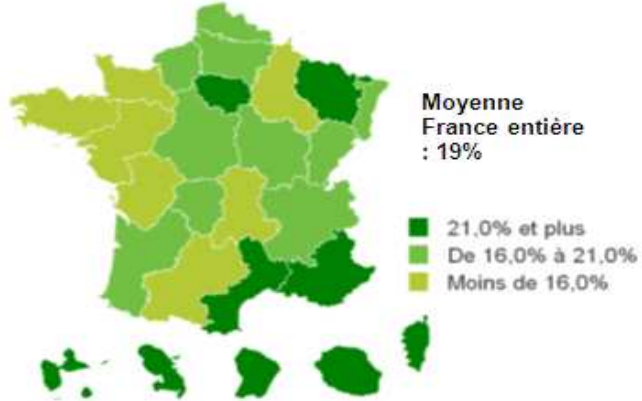 Moyenne
France entière
: 19%
21,0% et plus
De 16,0% à 21,0%
Moins de 16,0%